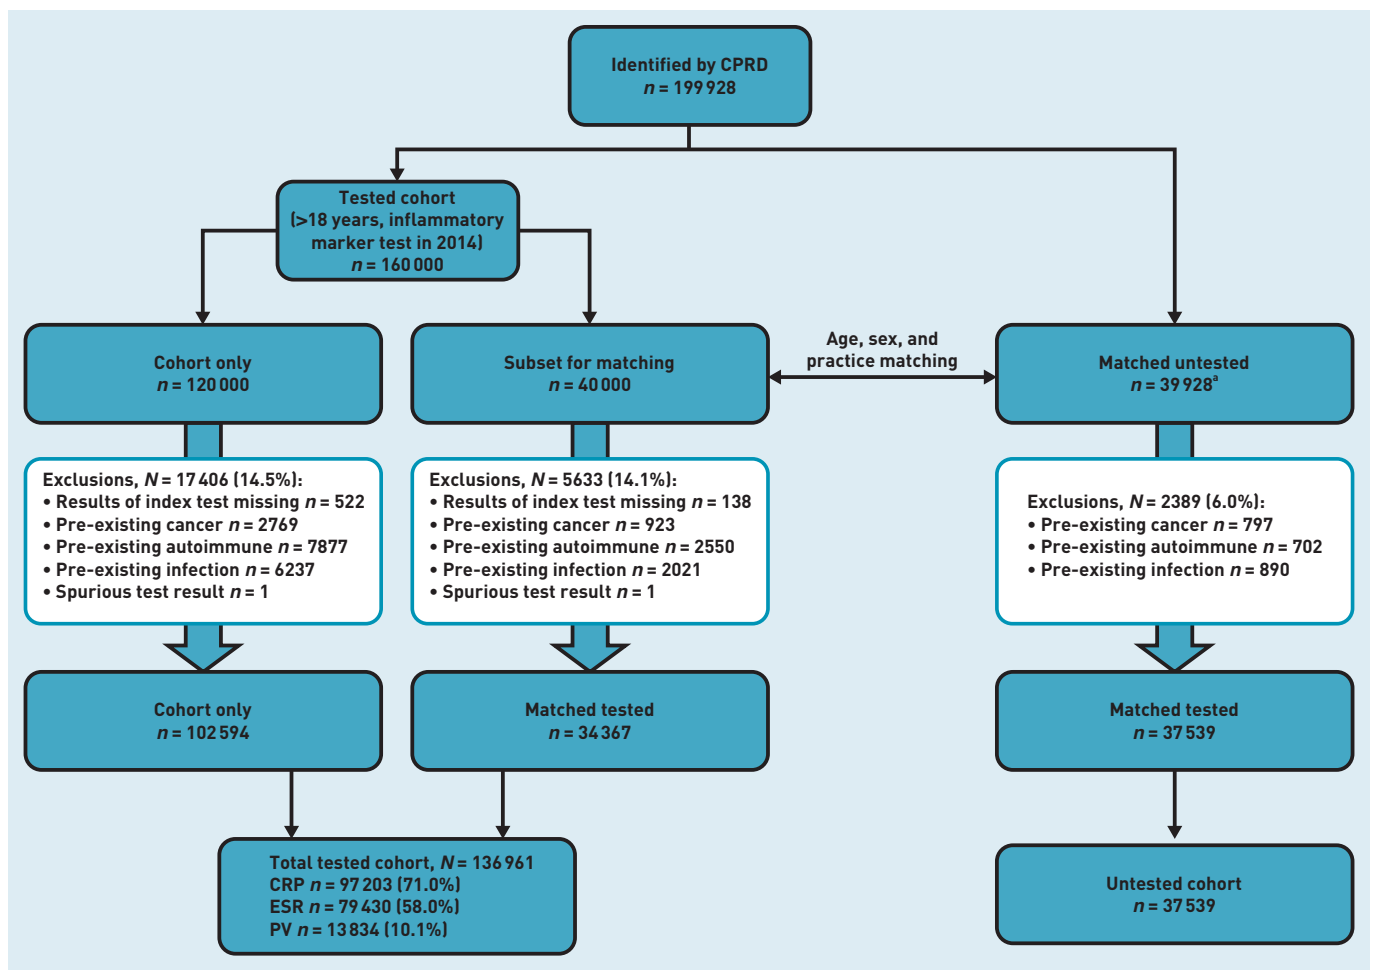 Identified by CPRD
n = 199 928
Tested cohort
(>18 years, inflammatory
marker test in 2014)
n = 160 000
Cohort only
n = 120 000
Subset for matching
n = 40 000
Age, sex, and
practice matching
Matched untested
n = 39 928a
Exclusions, N = 17 406 (14.5%):
• Results of index test missing n = 522
• Pre-existing cancer n = 2769
• Pre-existing autoimmune n = 7877
• Pre-existing infection n = 6237
• Spurious test result n = 1
Exclusions, N = 5633 (14.1%):
• Results of index test missing n = 138
• Pre-existing cancer n = 923
• Pre-existing autoimmune n = 2550
• Pre-existing infection n = 2021
• Spurious test result n = 1
Exclusions, N = 2389 (6.0%):
• Pre-existing cancer n = 797
• Pre-existing autoimmune n = 702
• Pre-existing infection n = 890
Cohort only
n = 102 594
Matched tested
n = 34 367
Matched tested
n = 37 539
Total tested cohort, N = 136 961
CRP n = 97 203 (71.0%)
ESR n = 79 430 (58.0%)
PV n = 13 834 (10.1%)
Untested cohort
n = 37 539